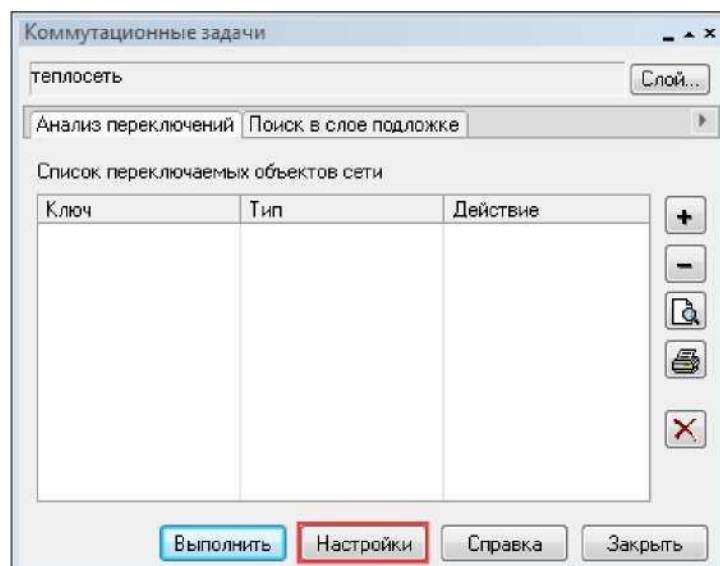 Коммутационные задачи
теплосеть Слой...
Анализ переключений Поиск в слое подложке
Список переключаемых объектов сети
Ключ Тип Действие
Выполнить Настройки Справка Закрыть